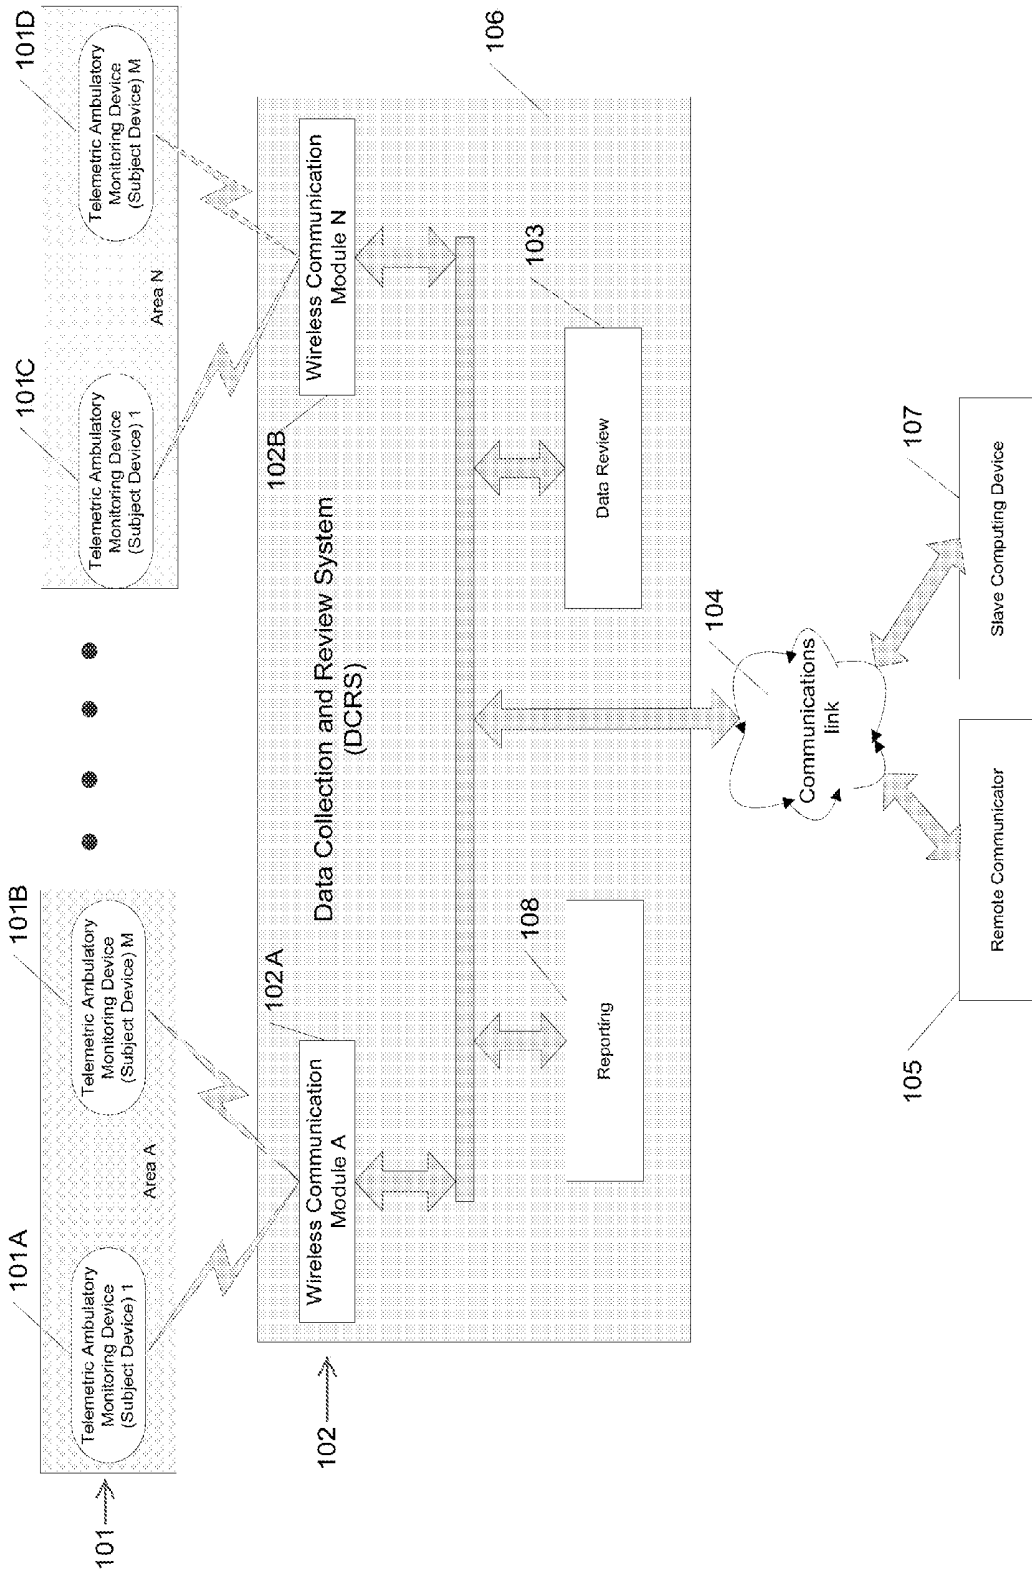 101A
101B
101C
101D
Telemetric Ambulatory
Monitoring Device
(Subject Device) 1
Telemetric Ambulatory
Monitoring Device
(Subject Device) M
Telemetric Ambulatory
Monitoring Device
(Subject Device) 1
Telemetric Ambulatory
Monitoring Device
(Subject Device) M
101
Area A
Area N
102A
102B
102
Wireless Communication
Module A
Data Collection and Review System
(DCRS)
Wireless Communication
Module N
106
108
103
Reporting
Data Review
104
Communications
link
105
107
Remote Communicator
Slave Computing Device